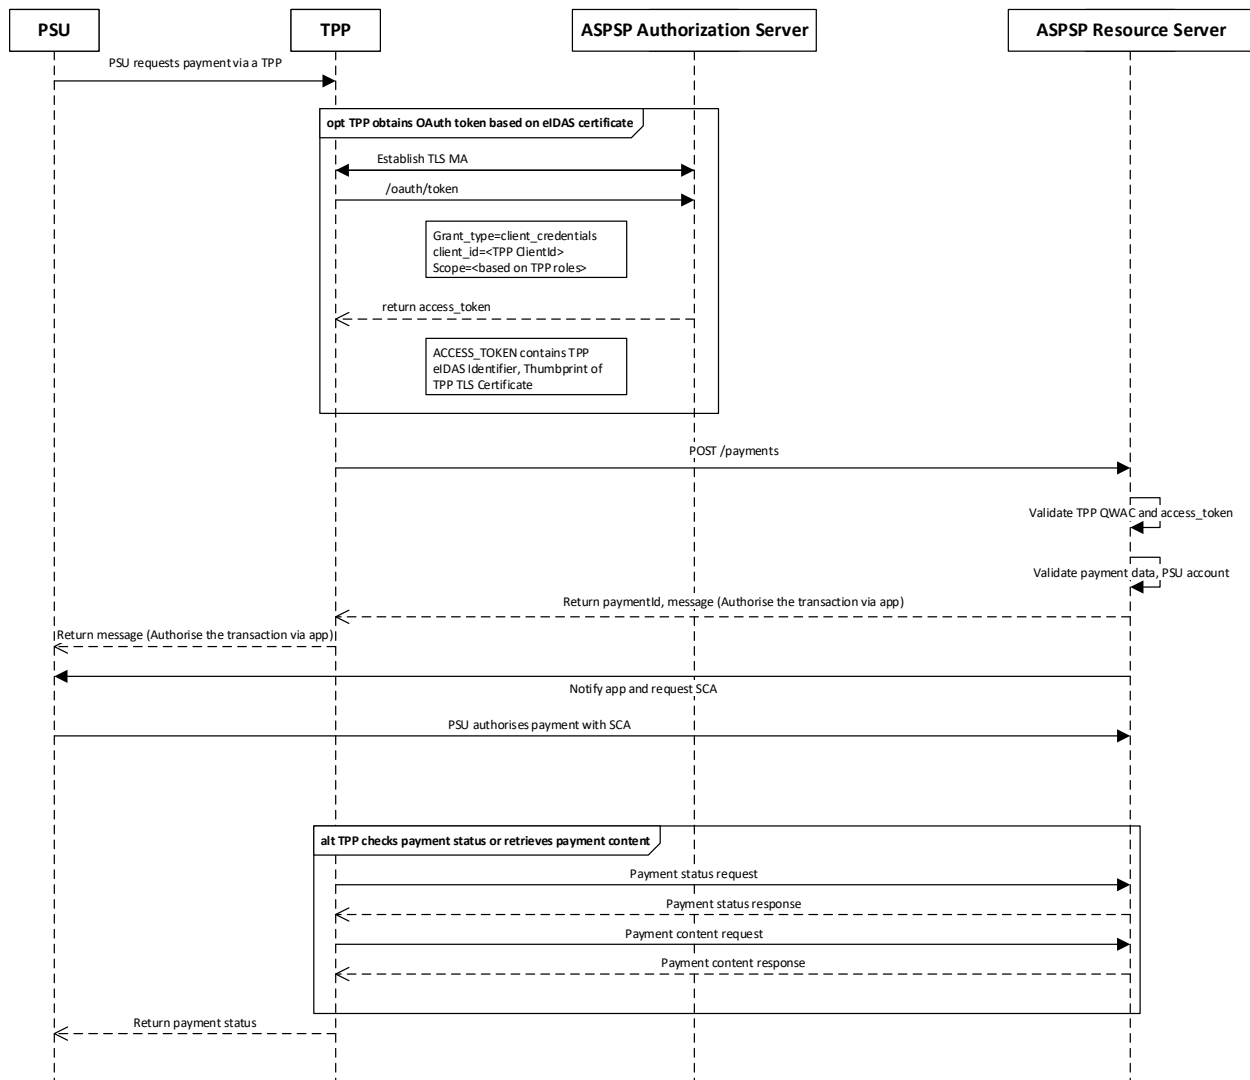 PSU
TPP
ASPSP Authorization Server
ASPSP Resource Server
PSU requests payment via a TPP
opt TPP obtains OAuth token based on eIDAS certificate
Establish TLS MA
/oauth/token
Grant_type=client_credentials
client_id=<TPP ClientId>
Scope=<based on TPP roles>
return access_token
ACCESS_TOKEN contains TPP
eIDAS Identifier, Thumbprint of
TPP TLS Certificate
POST /payments
Validate TPP QWAC and access_token
Validate payment data, PSU account
Return paymentId, message (Authorise the transaction via app)
Return message (Authorise the transaction via app)
Notify app and request SCA
PSU authorises payment with SCA
alt TPP checks payment status or retrieves payment content
Payment status request
Payment status response
Payment content request
Payment content response
Return payment status